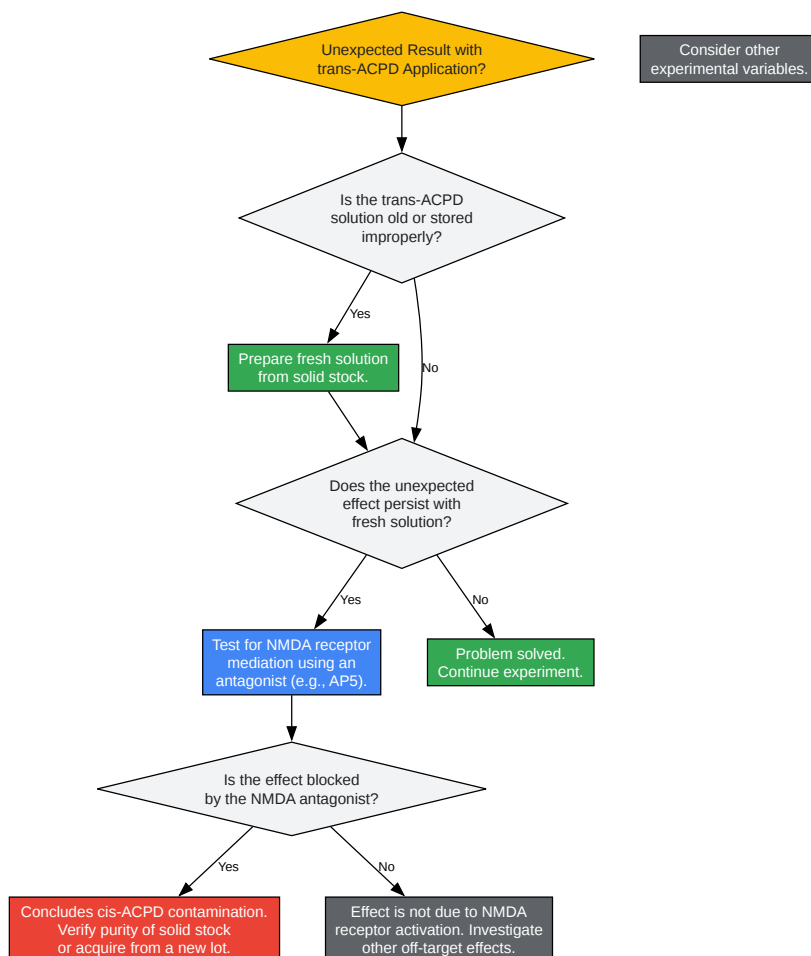 Unexpected Result with
trans-ACPD Application?
Consider other
experimental variables.
Is the trans-ACPD
solution old or stored
improperly?
Yes
Prepare fresh solution
from solid stock.
No
Does the unexpected
effect persist with
fresh solution?
Yes
No
Test for NMDA receptor
mediation using an
antagonist (e.g., AP5).
Problem solved.
Continue experiment.
Is the effect blocked
by the NMDA antagonist?
Yes
No
Concludes cis-ACPD contamination.
Verify purity of solid stock
or acquire from a new lot.
Effect is not due to NMDA
receptor activation. Investigate
other off-target effects.